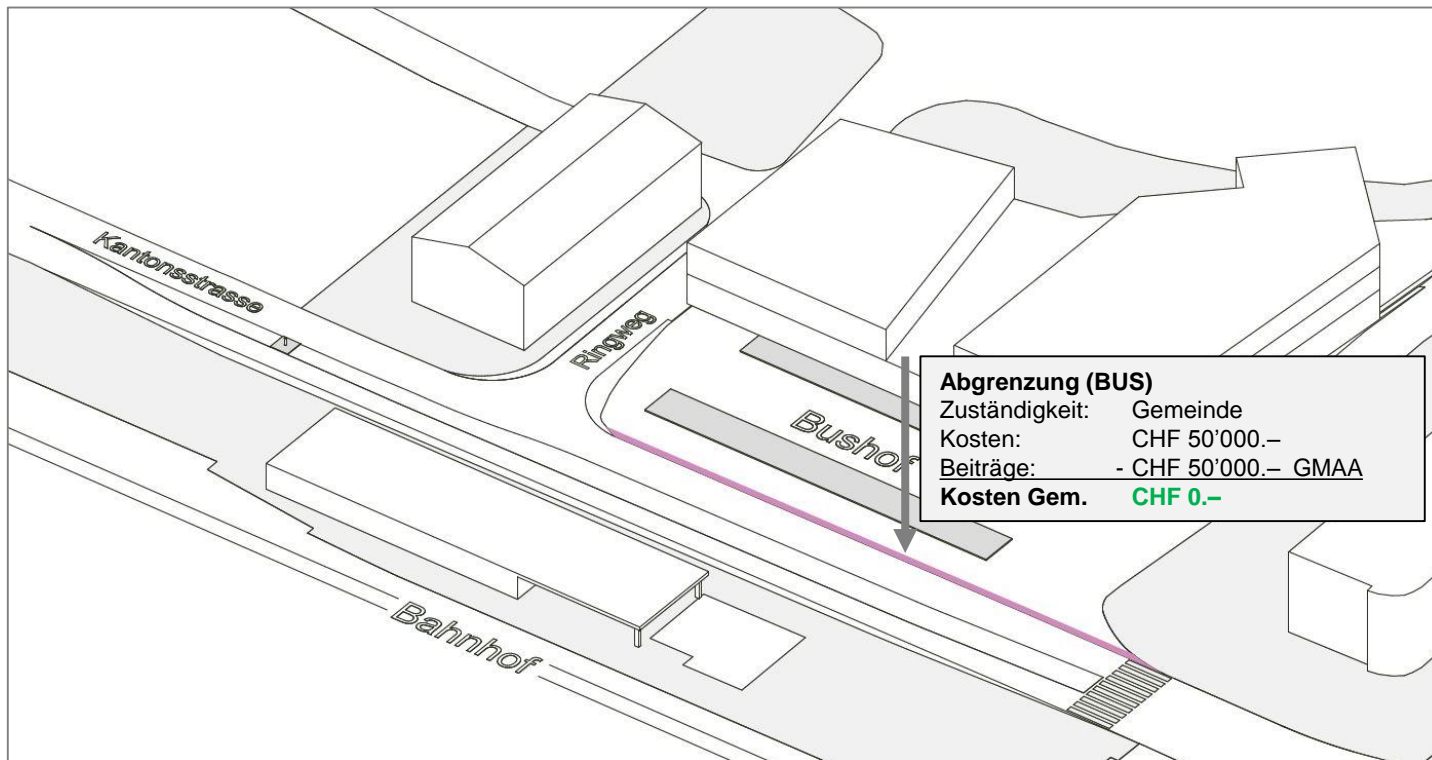 Kantonsstrasse
Ringweg
Abgrenzung (BUS)
Zuständigkeit: Gemeinde
Kosten: CHF 50’000.–
Beiträge: - CHF 50’000.– GMAA
Kosten Gem. CHF 0.–
Bushof
Bahnhof